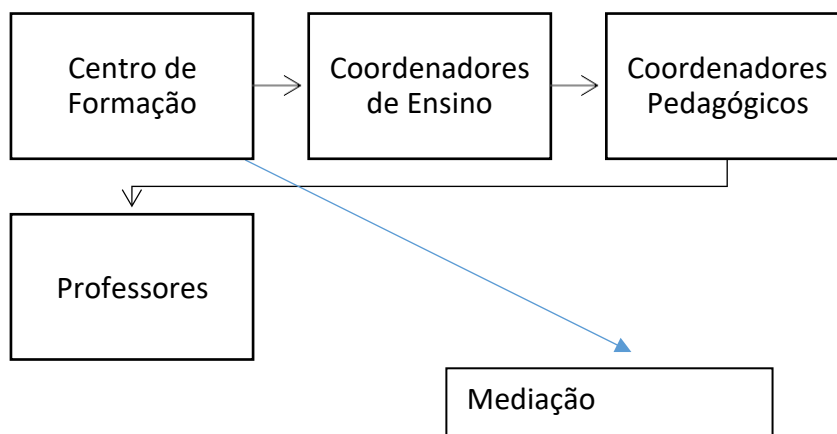 Centro de
Formação
Coordenadores
de Ensino
Coordenadores
Pedagógicos
Professores
Mediação